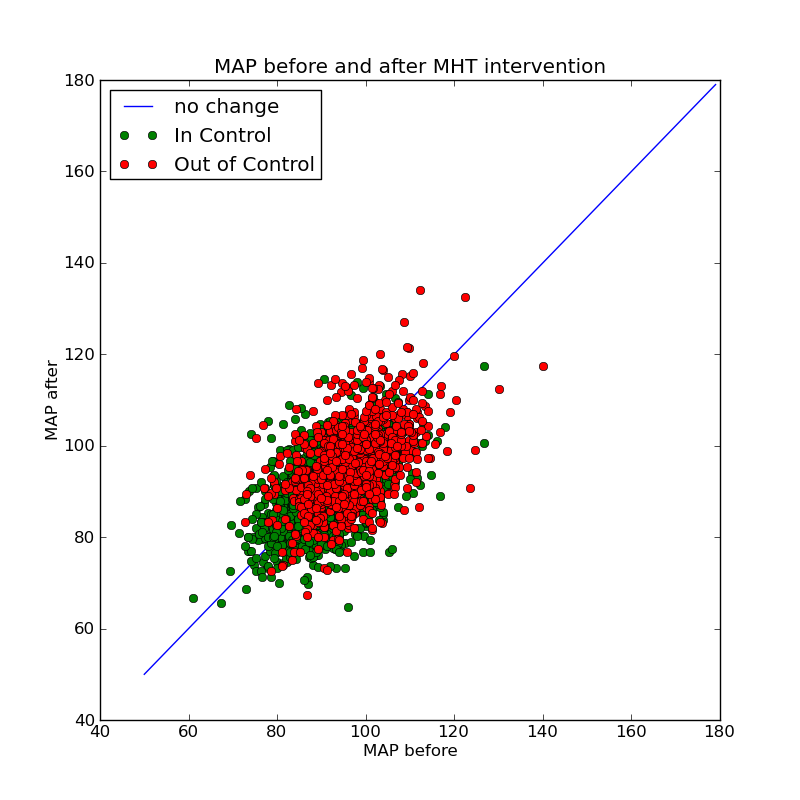 MAP before and after MHT intervention
180
160
140
120
100
80
60
40
MAP after
no change
In Control
Out of Control
40 60 80 100 120 140 160 180
MAP before